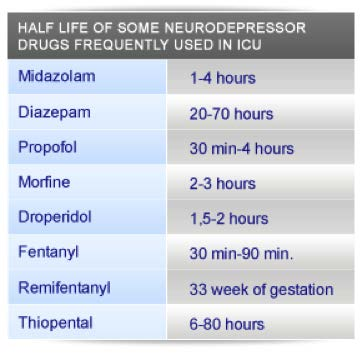 HALF LIFE OF SOME NEURODEPRESSOR
DRUGS FREQUENTLY USED IN ICU
Midazolam 1-4 hours
Diazepam 20-70 hours
Propofol 30 min-4 hours
Morfine 2-3 hours
Droperidol 1,5-2 hours
Fentanyl 30 min-90 min.
Remifentanyl 33 week of gestation
Thiopental 6-80 hours